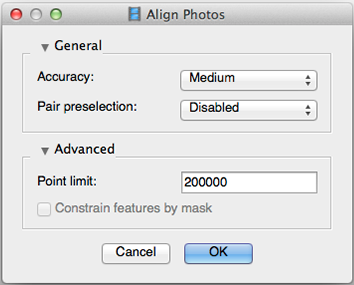 Align Photos
General
Accuracy: Medium
Pair preselection: Disabled
Advanced
Point limit: 200000
Constrain features by mask
Cancel OK